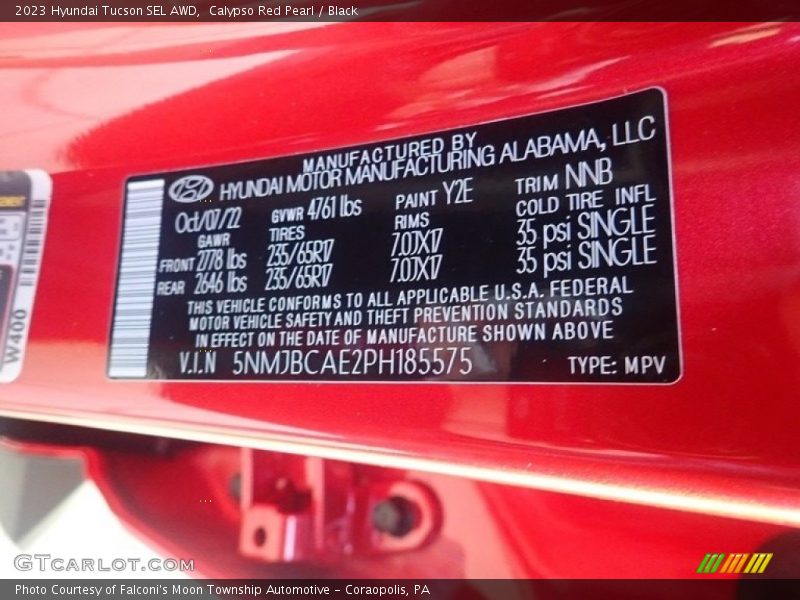 2023 Hyundai Tucson SEL AWD, Calypso Red Pearl / Black
MANUFACTURED BY
HYUNDAI MOTOR MANUFACTURING ALABAMA, LLC
Oct/07/22 GVWR 4761 lbs PAINT Y2E TRIM NNB
GAWR TIRES RIMS COLD TIRE INFL
FRONT 2778 lbs 235/65R17 7.0JX17 35 psi SINGLE
REAR 2646 lbs 235/65R17 7.0JX17 35 psi SINGLE
THIS VEHICLE CONFORMS TO ALL APPLICABLE U.S.A. FEDERAL
MOTOR VEHICLE SAFETY AND THEFT PREVENTION STANDARDS
IN EFFECT ON THE DATE OF MANUFACTURE SHOWN ABOVE
V.I.N 5NMJBCAE2PH185575 TYPE: MPV
W400
GTCARLOT.COM
Photo Courtesy of Falconi's Moon Township Automotive - Coraopolis, PA